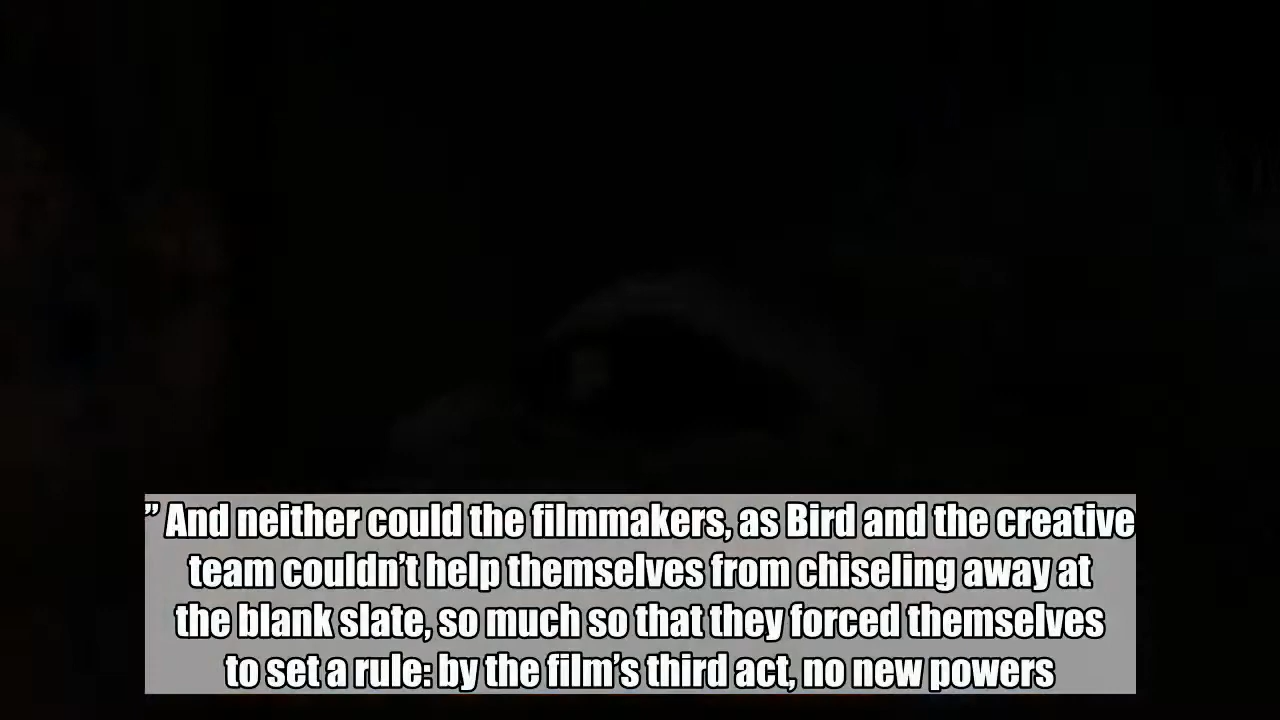 ” And neither could the filmmakers, as Bird and the creative
team couldn’t help themselves from chiseling away at
the blank slate, so much so that they forced themselves
to set a rule: by the film’s third act, no new powers